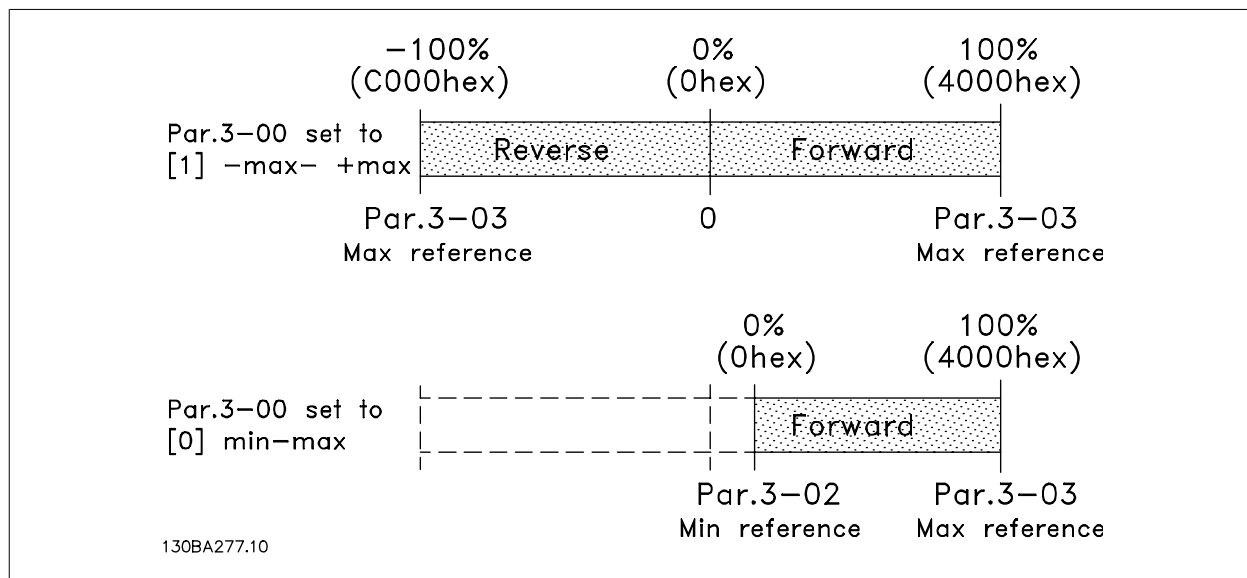 -100% 0% 100%
(C000hex) (0hex) (4000hex)
Par.3-00 set to
[1] -max- +max
Reverse Forward
Par.3-03 0 Par.3-03
Max reference Max reference
0% 100%
(0hex) (4000hex)
Par.3-00 set to
[0] min-max
Forward
Par.3-02 Par.3-03
Min reference Max reference
130BA277.10